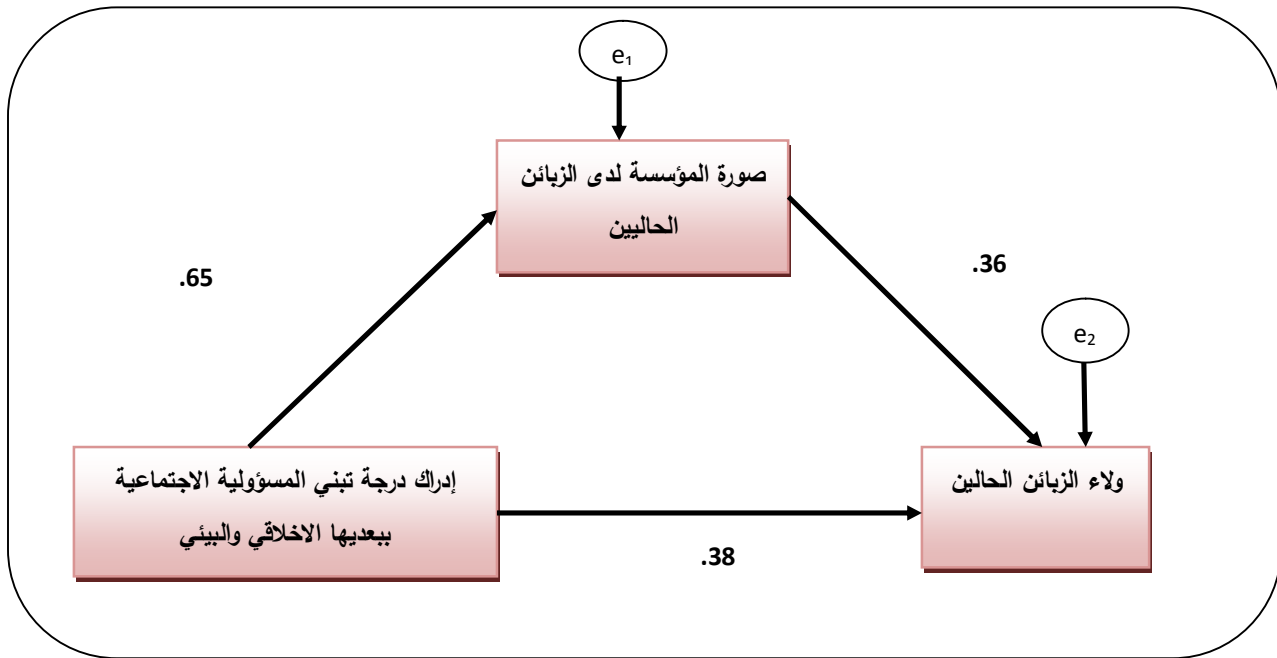 e₁
صورة المؤسسة لدى الزبائن
الحاليين
.65
.36
e₂
إدراك درجة تبني المسؤولية الاجتماعية
ببعديها الاخلاقي والبيئي
ولاء الزبائن الحالين
.38